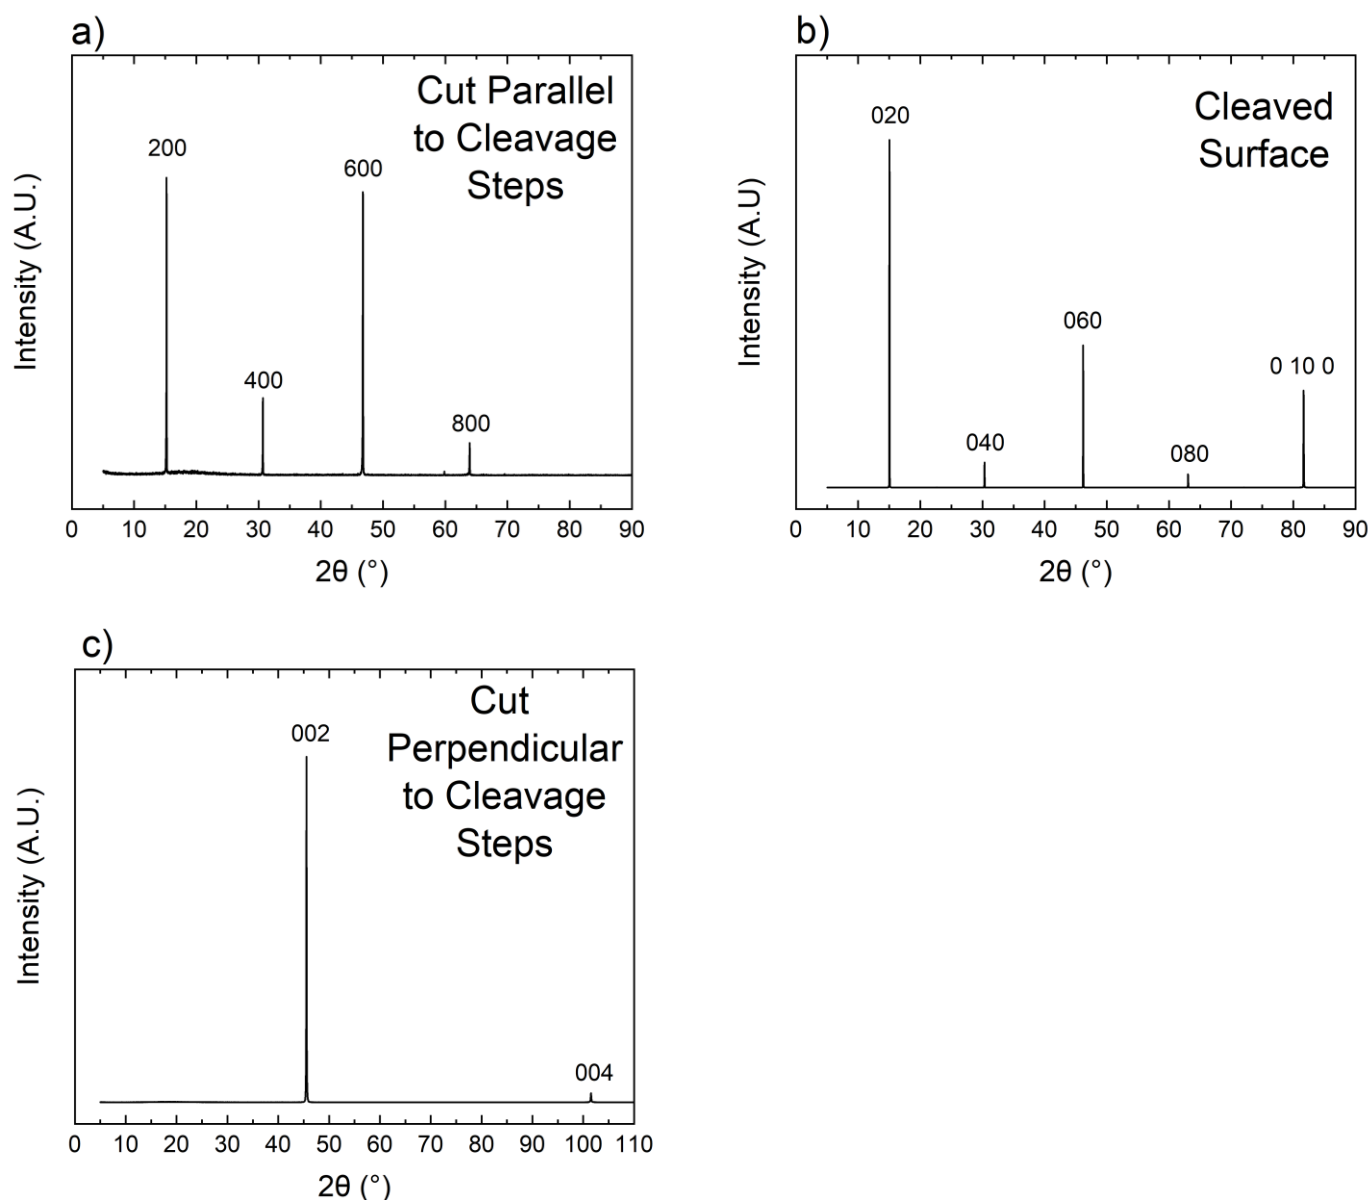 a)
Cut Parallel
to Cleavage
Steps
200
400
600
800
Intensity (A.U.)
0 10 20 30 40 50 60 70 80 90
2θ (°)
b)
Cleaved
Surface
020
040
060
080
0 10 0
Intensity (A.U)
0 10 20 30 40 50 60 70 80 90
2θ (°)
c)
Cut
Perpendicular
to Cleavage
Steps
002
004
Intensity (A.U.)
0 10 20 30 40 50 60 70 80 90 100 110
2θ (°)